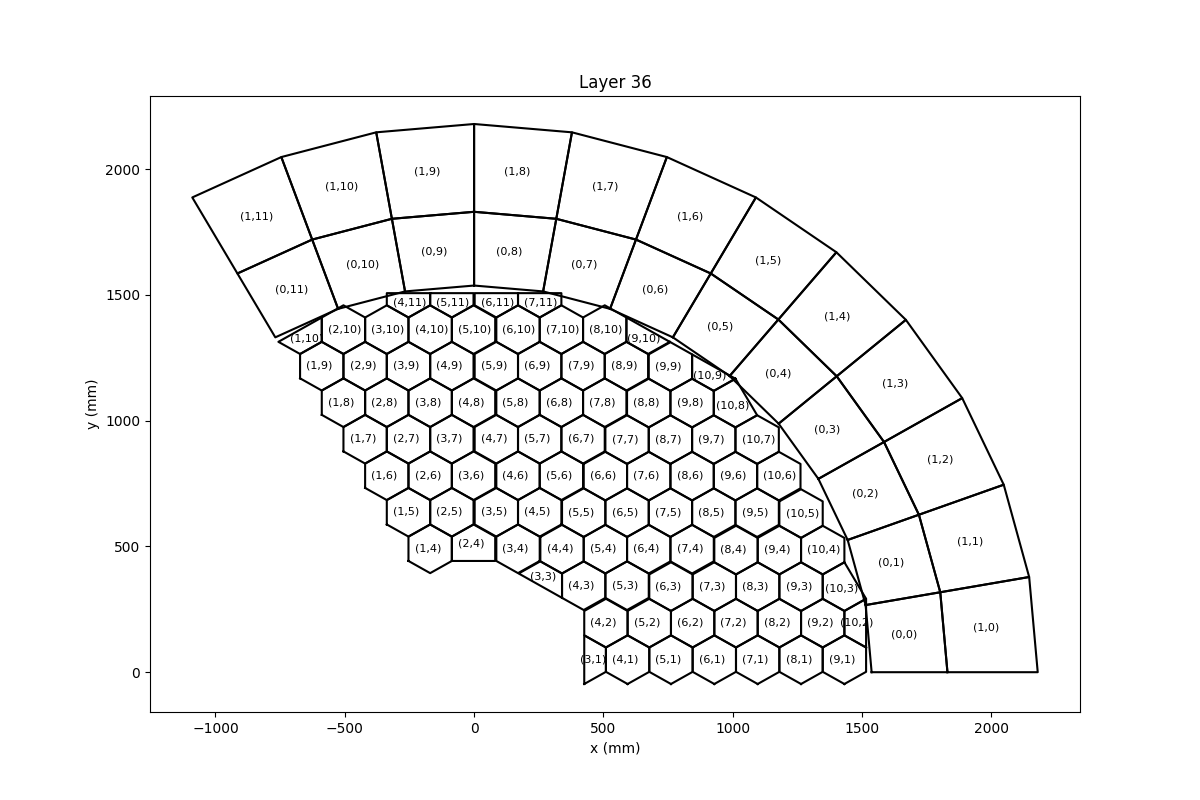 Layer 36
2000
1500
1000
500
0
y (mm)
(1,11) (1,10) (1,9) (1,8) (1,7) (1,6) (1,5) (1,4) (1,3) (1,2) (1,1) (1,0)
(0,11) (0,10) (0,9) (0,8) (0,7) (0,6) (0,5) (0,4) (0,3) (0,2) (0,1) (0,0)
(4,11) (5,11) (6,11) (7,11)
(1,10) (2,10) (3,10) (4,10) (5,10) (6,10) (7,10) (8,10) (9,10)
(1,9) (2,9) (3,9) (4,9) (5,9) (6,9) (7,9) (8,9) (9,9) (10,9)
(1,8) (2,8) (3,8) (4,8) (5,8) (6,8) (7,8) (8,8) (9,8) (10,8)
(1,7) (2,7) (3,7) (4,7) (5,7) (6,7) (7,7) (8,7) (9,7) (10,7)
(1,6) (2,6) (3,6) (4,6) (5,6) (6,6) (7,6) (8,6) (9,6) (10,6)
(1,5) (2,5) (3,5) (4,5) (5,5) (6,5) (7,5) (8,5) (9,5) (10,5)
(1,4) (2,4) (3,4) (4,4) (5,4) (6,4) (7,4) (8,4) (9,4) (10,4)
(3,3) (4,3) (5,3) (6,3) (7,3) (8,3) (9,3) (10,3)
(4,2) (5,2) (6,2) (7,2) (8,2) (9,2) (10,2)
(3,1) (4,1) (5,1) (6,1) (7,1) (8,1) (9,1)
−1000 −500 0 500 1000 1500 2000
x (mm)